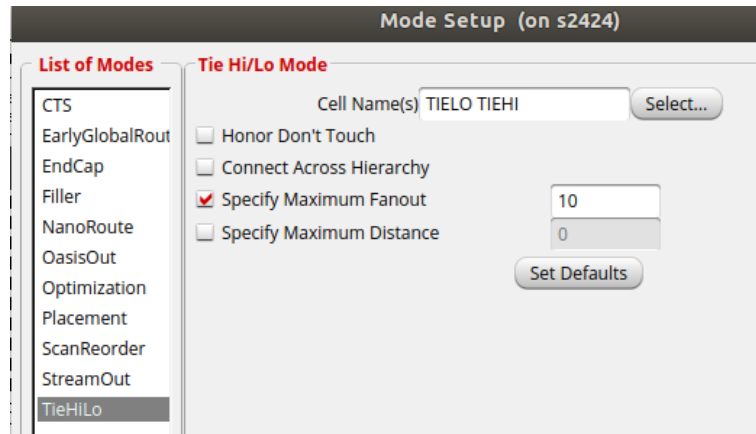 Mode Setup (on s2424)
List of Modes
CTS
EarlyGlobalRout
EndCap
Filler
NanoRoute
OasisOut
Optimization
Placement
ScanReorder
StreamOut
TieHiLo
Tie Hi/Lo Mode
Cell Name(s) TIELO TIEHI Select...
Honor Don't Touch
Connect Across Hierarchy
Specify Maximum Fanout 10
Specify Maximum Distance 0
Set Defaults